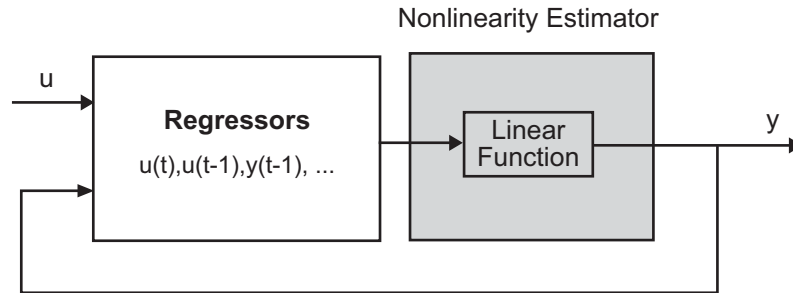 Nonlinearity Estimator
u
Regressors
u(t),u(t-1),y(t-1), ...
Linear
Function
y